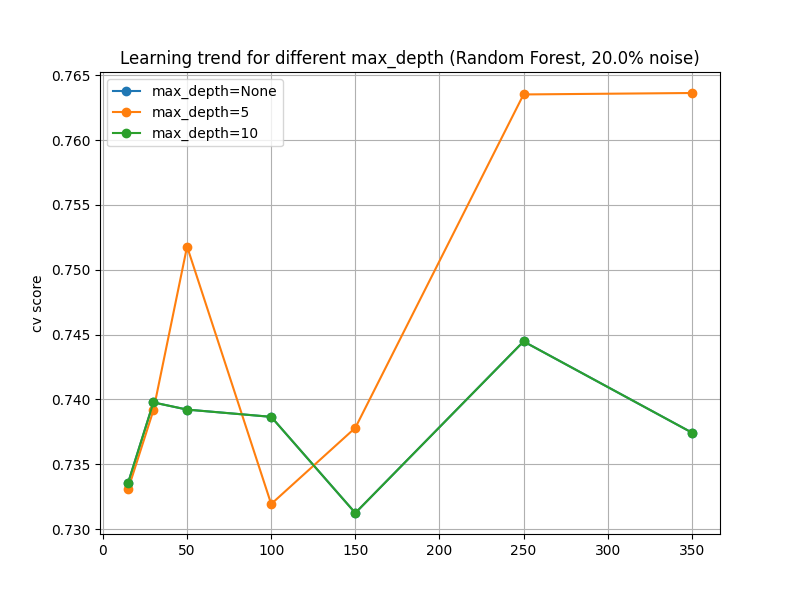 Learning trend for different max_depth (Random Forest, 20.0% noise)
max_depth=None
max_depth=5
max_depth=10
cv score
0.765
0.760
0.755
0.750
0.745
0.740
0.735
0.730
0 50 100 150 200 250 300 350